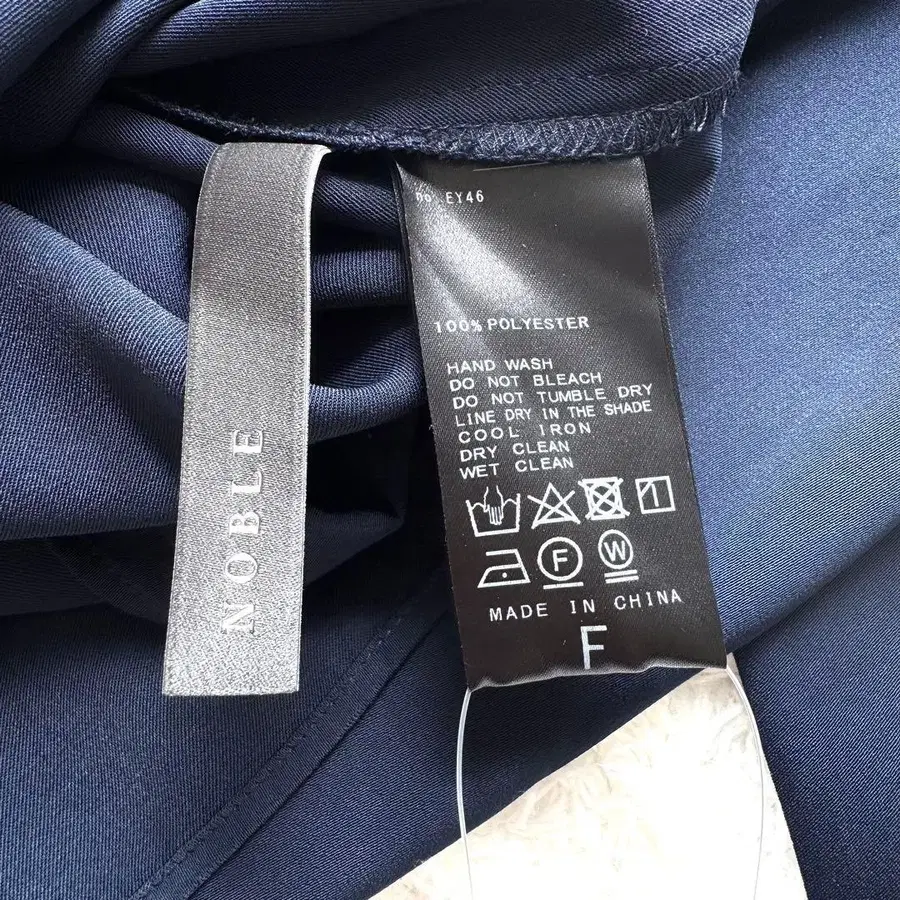 NOBLE
No. EY46
100% POLYESTER
HAND WASH
DO NOT BLEACH
DO NOT TUMBLE DRY
LINE DRY IN THE SHADE
COOL IRON
DRY CLEAN
WET CLEAN
F
W
MADE IN CHINA
F